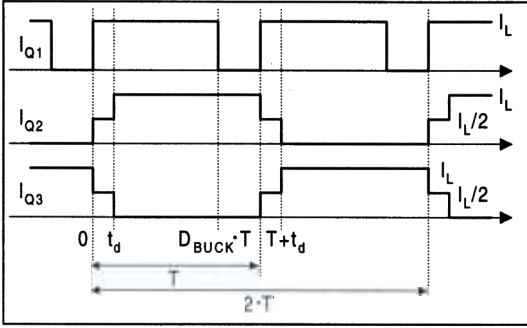 I_Q1 I_L
I_Q2 I_L
I_L/2
I_Q3 I_L
I_L/2
0 t_d D_BUCK·T T+t_d
T
2·T